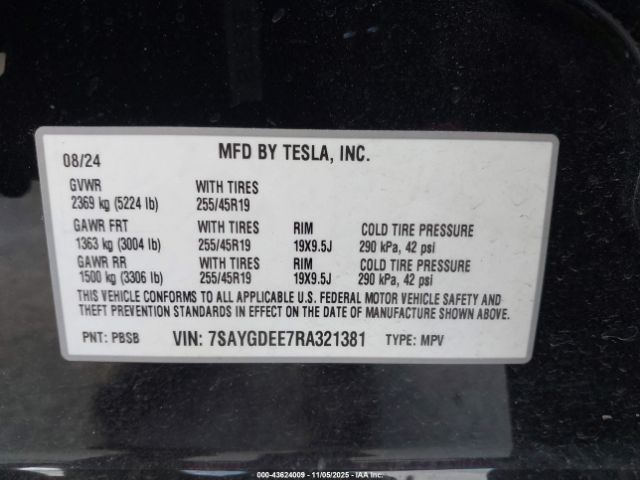 08/24 MFD BY TESLA, INC.
GVWR WITH TIRES
2369 kg (5224 lb) 255/45R19
GAWR FRT WITH TIRES RIM COLD TIRE PRESSURE
1363 kg (3004 lb) 255/45R19 19X9.5J 290 kPa, 42 psi
GAWR RR WITH TIRES RIM COLD TIRE PRESSURE
1500 kg (3306 lb) 255/45R19 19X9.5J 290 kPa, 42 psi
THIS VEHICLE CONFORMS TO ALL APPLICABLE U.S. FEDERAL MOTOR VEHICLE SAFETY AND
THEFT PREVENTION STANDARDS IN EFFECT ON THE DATE OF MANUFACTURE SHOWN ABOVE.
PNT: PBSB VIN: 7SAYGDEE7RA321381 TYPE: MPV
000-43624009 - 11/05/2025 - IAAI, Inc.